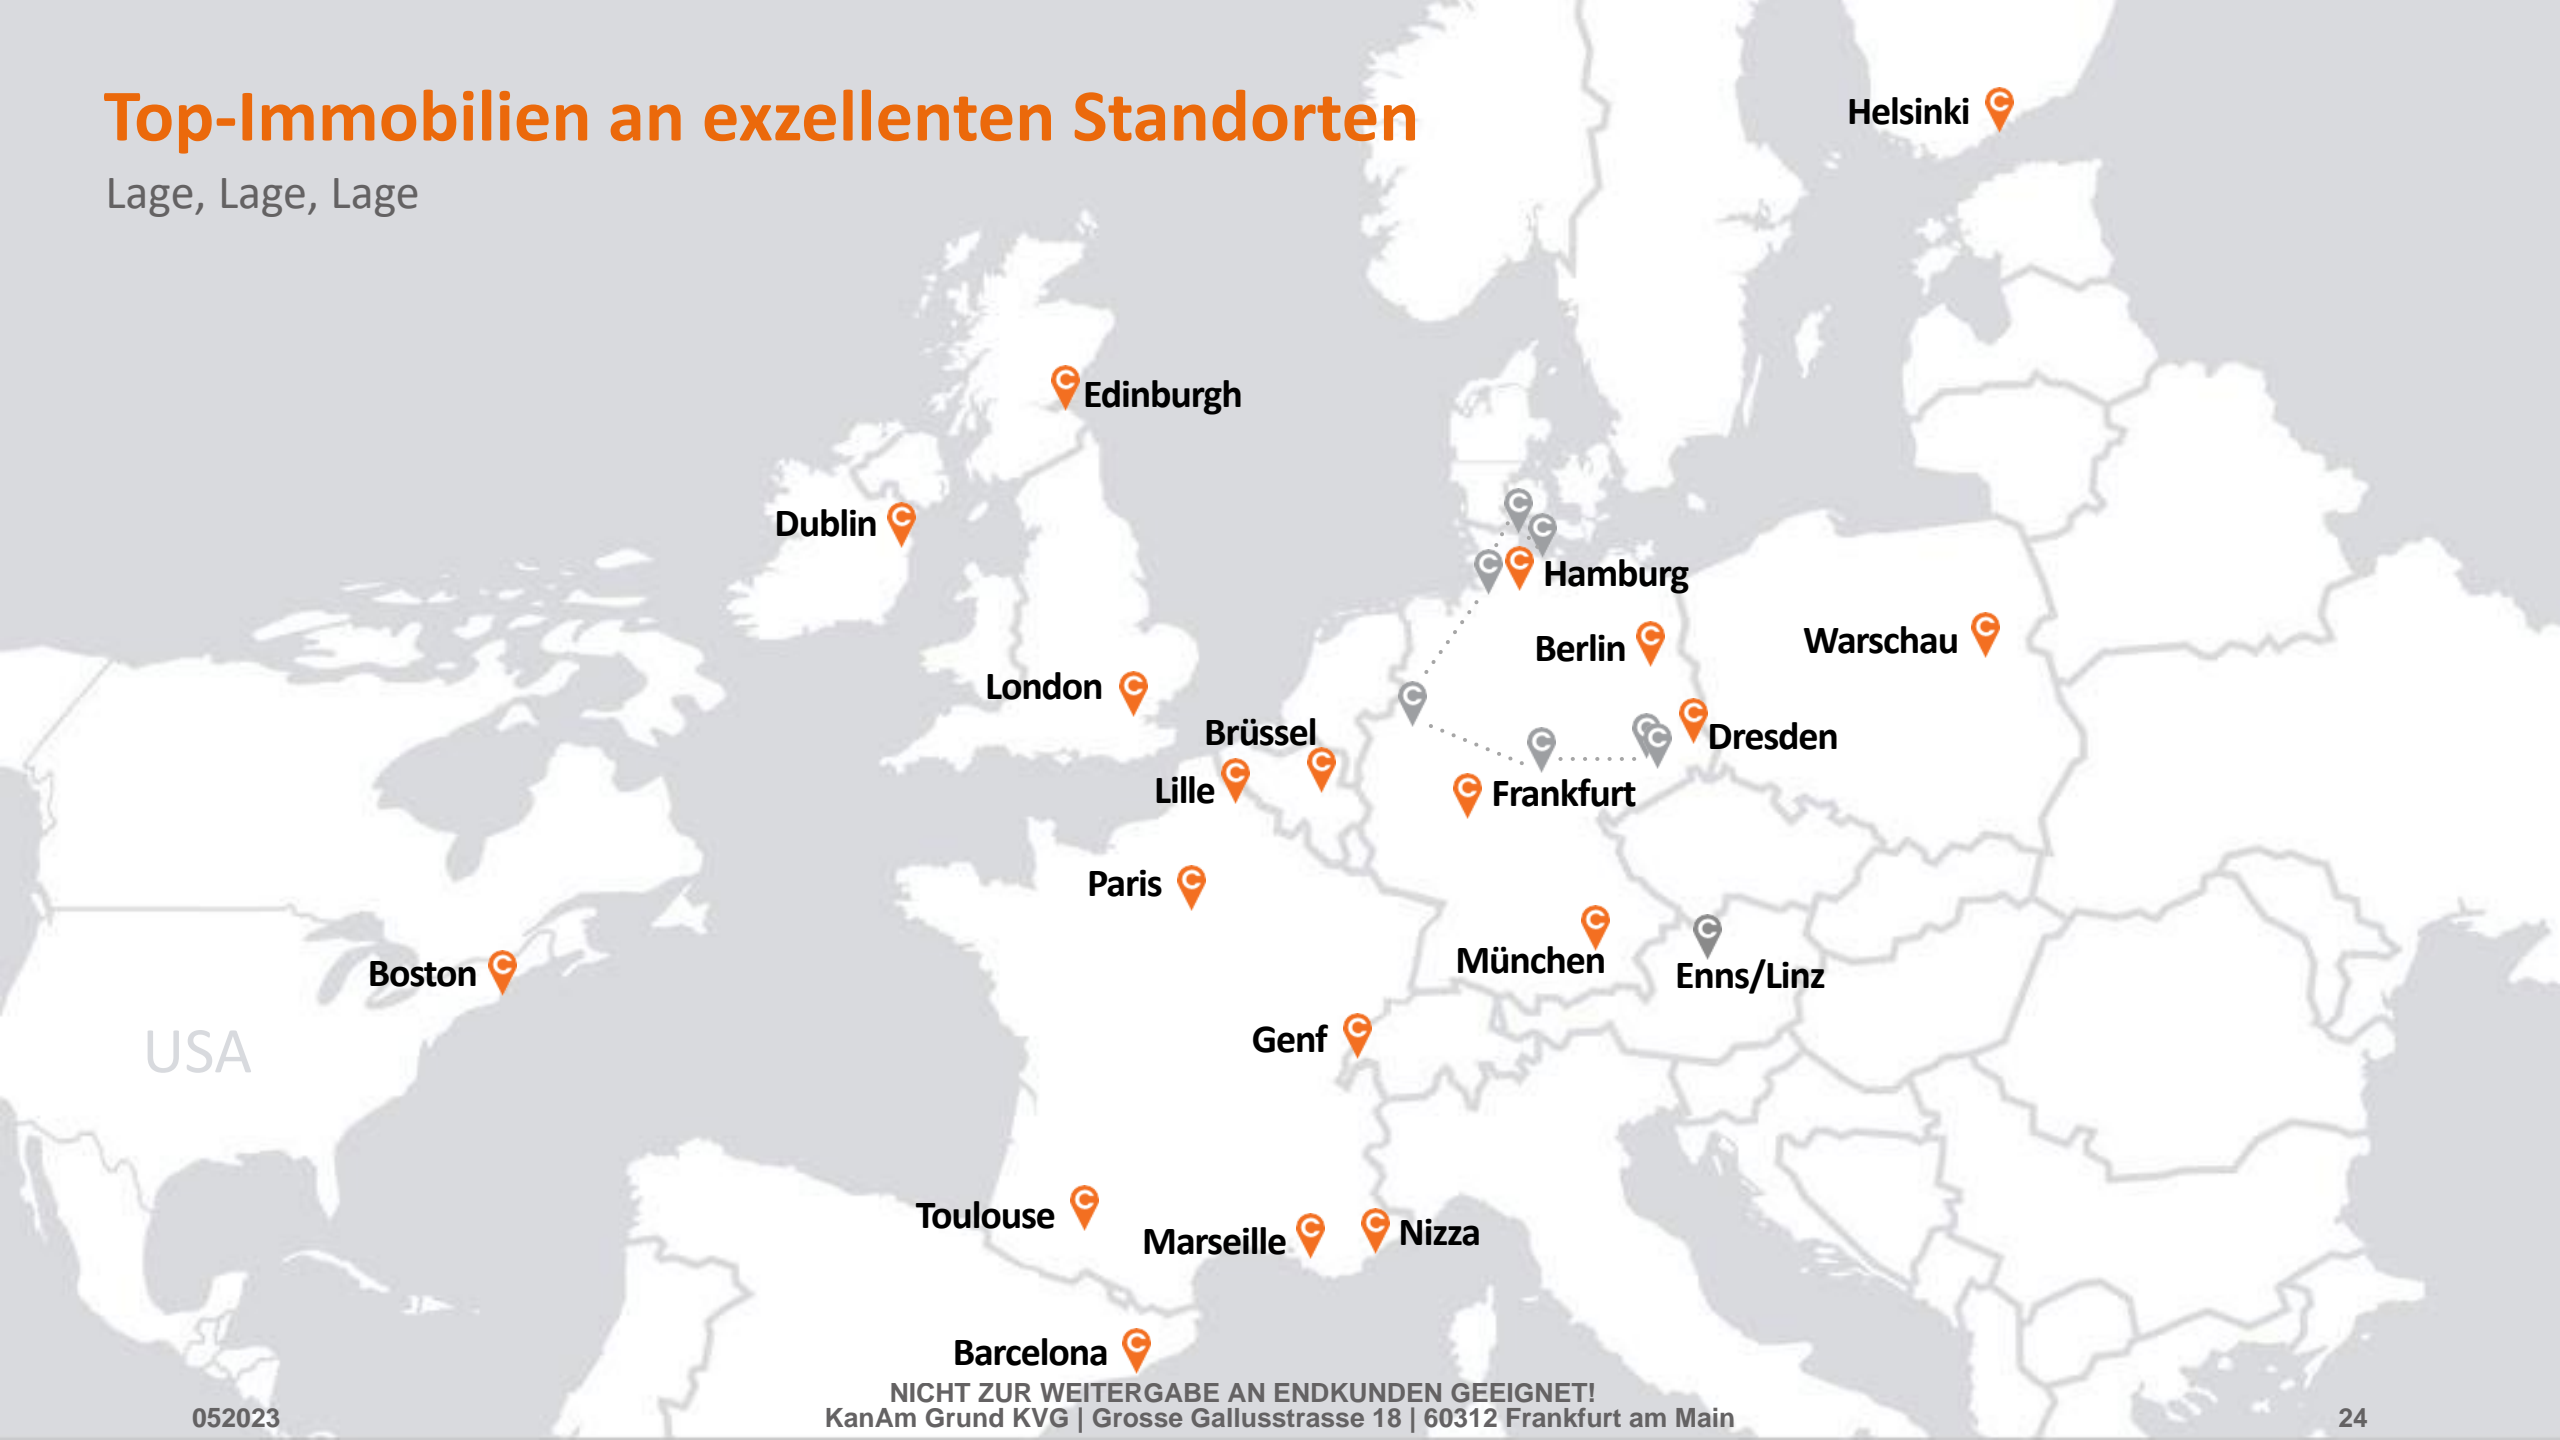 Top-Immobilien an exzellenten Standorten
Lage, Lage, Lage
Helsinki
Edinburgh
Dublin
Hamburg
Berlin
Warschau
London
Brüssel
Dresden
Lille
Frankfurt
Paris
München
Enns/Linz
Boston
Genf
USA
Toulouse
Marseille
Nizza
Barcelona
NICHT ZUR WEITERGABE AN ENDKUNDEN GEEIGNET!
052023
KanAm Grund KVG | Grosse Gallusstrasse 18 | 60312 Frankfurt am Main
24